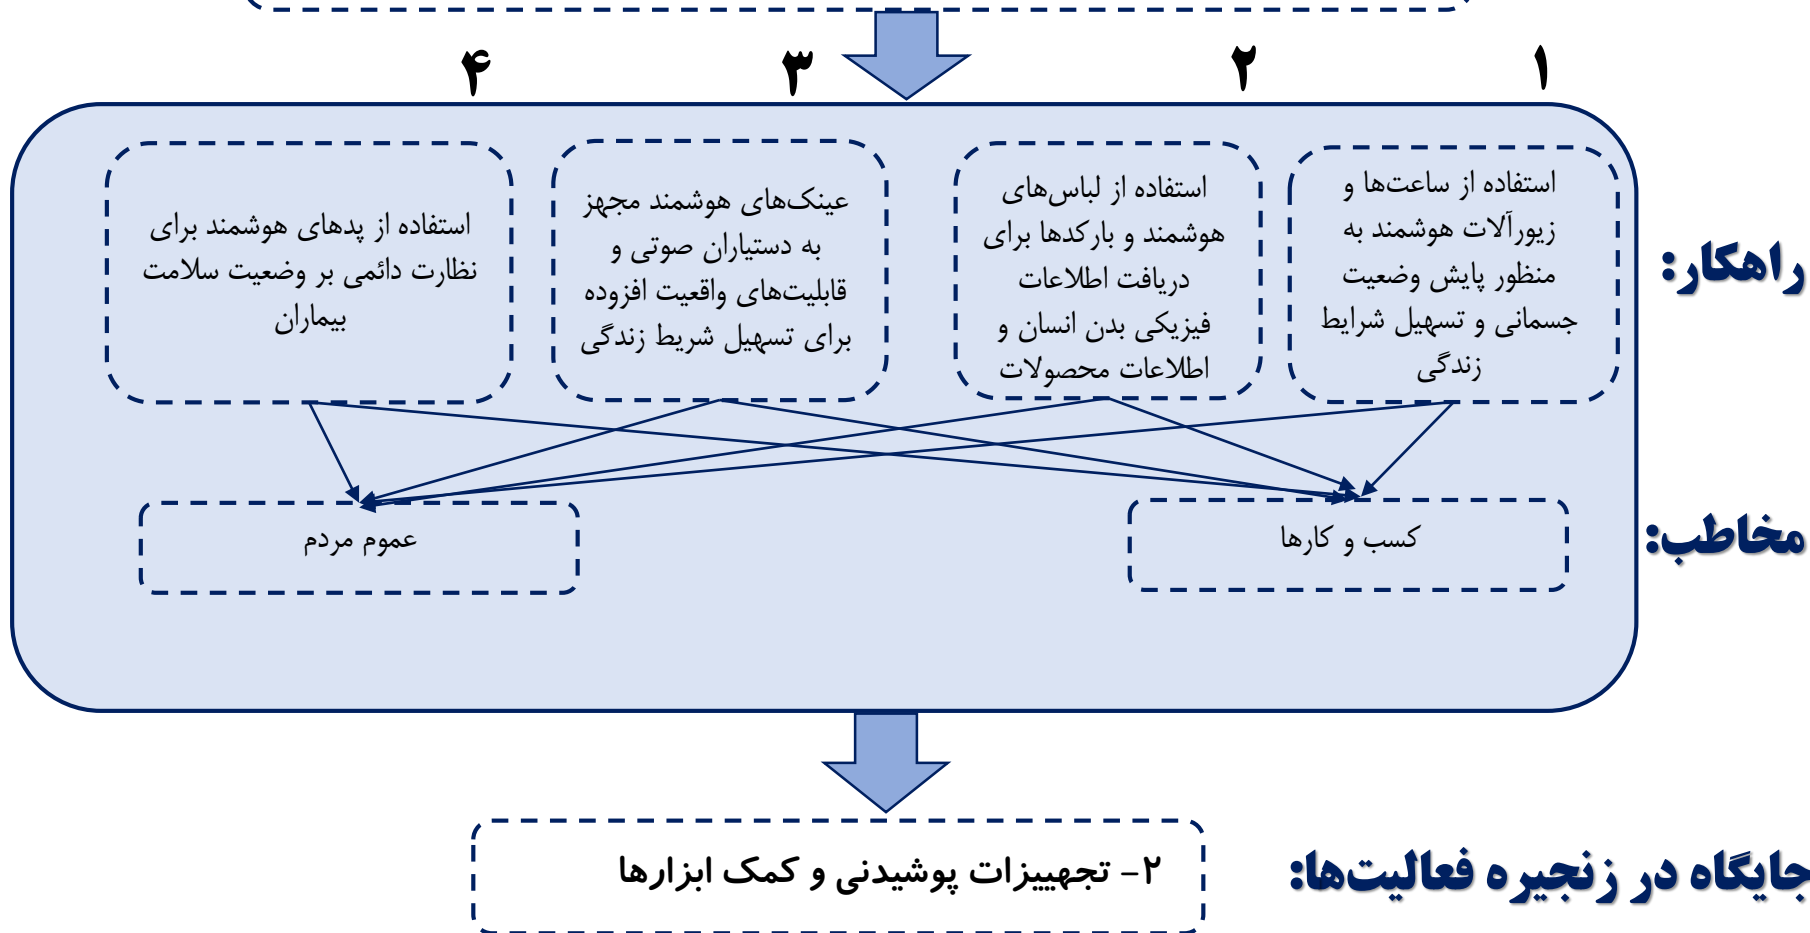 ۱
۲
۳
۴
راهکار:
استفاده از ساعت‌ها و
زیورآلات هوشمند به
منظور پایش وضعیت
جسمانی و تسهیل شرایط
زندگی
استفاده از لباس‌های
هوشمند و بارکدها برای
دریافت اطلاعات
فیزیکی بدن انسان و
اطلاعات محصولات
عینک‌های هوشمند مجهز
به دستیاران صوتی و
قابلیت‌های واقعیت افزوده
برای تسهیل شریط زندگی
استفاده از پدهای هوشمند برای
نظارت دائمی بر وضعیت سلامت
بیماران
مخاطب:
کسب و کارها
عموم مردم
جایگاه در زنجیره فعالیت‌ها:
۲- تجهییزات پوشیدنی و کمک ابزارها